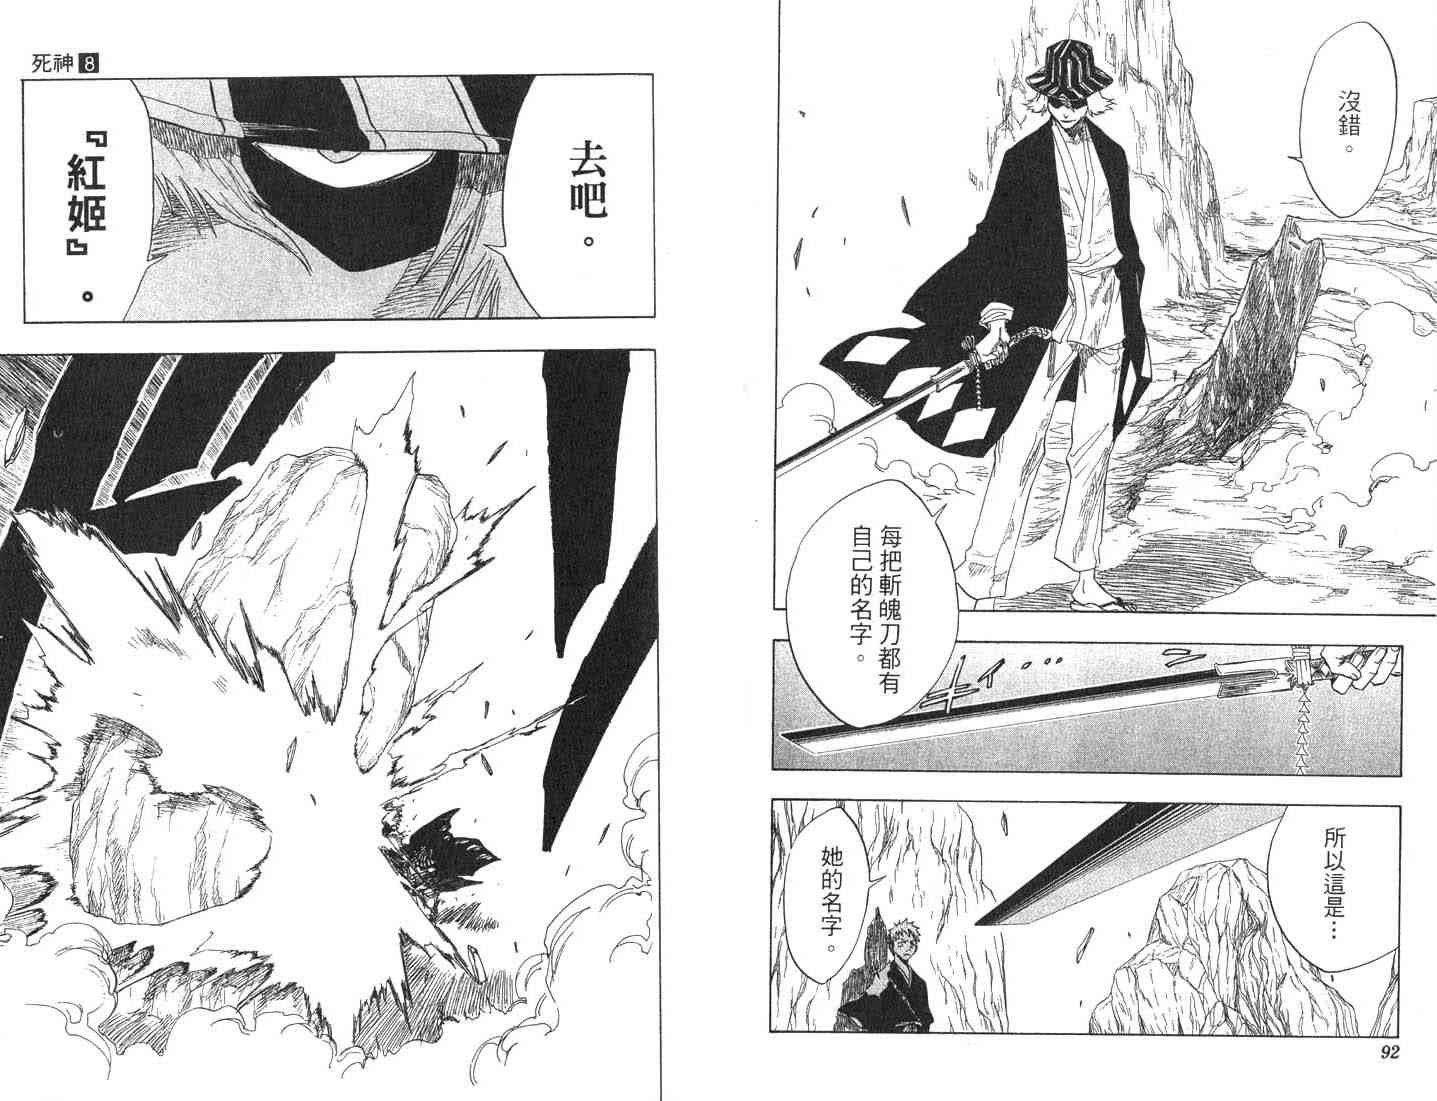 沒錯。
每把斬魄刀都有
自己的名字。
キイ…ン
所以這是…
她的名字。
92
死神8
去吧。
『紅姬』。